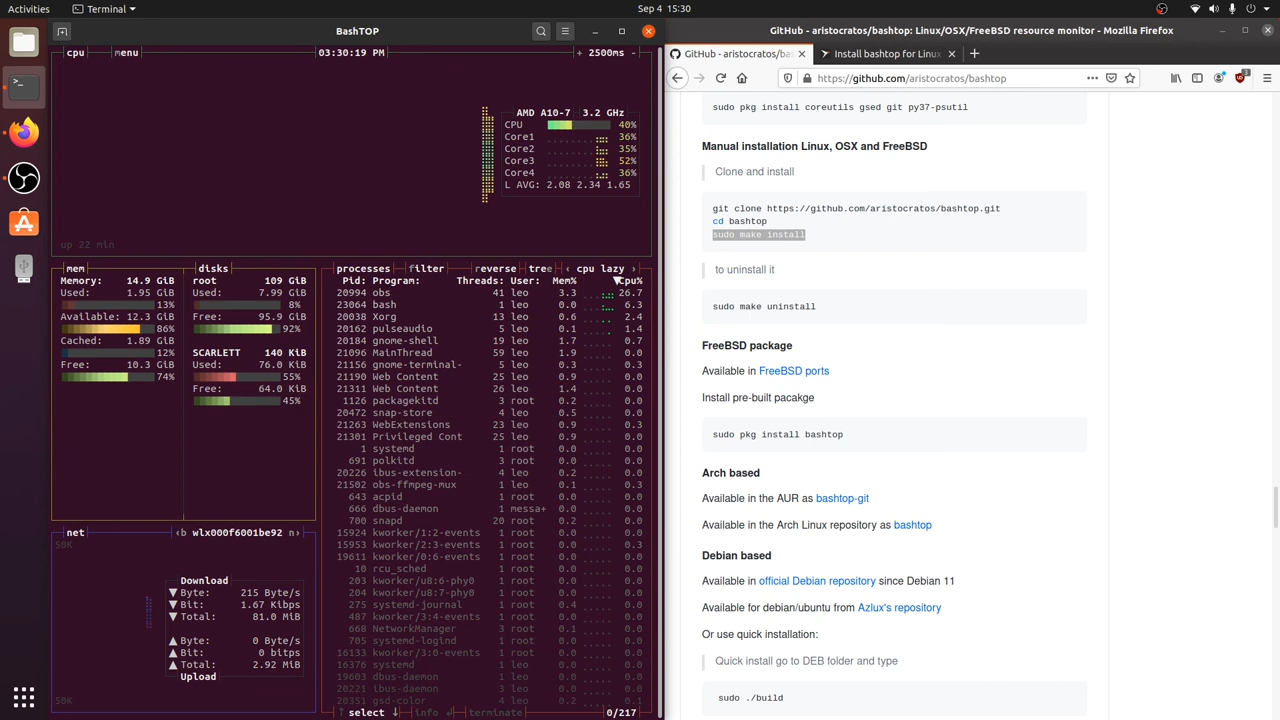 Activities
Terminal
Sep 4 15:30
BashTOP
GitHub - aristocratos/bashtop: Linux/OSX/FreeBSD resource monitor - Mozilla Firefox
GitHub - aristocratos/bas
Install bashtop for Linux
https://github.com/aristocratos/bashtop
cpu menu 03:30:19 PM + 2500ms -
AMD A10-7 3.2 GHz
CPU 40%
Core1 36%
Core2 35%
Core3 52%
Core4 36%
L AVG: 2.08 2.34 1.65
up 22 min
mem
Memory: 14.9 GiB
Used: 1.95 GiB
13%
Available: 12.3 GiB
86%
Cached: 1.89 GiB
12%
Free: 10.3 GiB
74%
disks
root 109 GiB
Used: 7.99 GiB
8%
Free: 95.9 GiB
92%
SCARLETT 140 KiB
Used: 76.0 KiB
55%
Free: 64.0 KiB
45%
net ‹b wlx000f6001be92 n›
50K
Download
▼ Byte: 215 Byte/s
▼ Bit: 1.67 Kibps
▼ Total: 81.0 MiB
▲ Byte: 0 Byte/s
▲ Bit: 0 bitps
▲ Total: 2.92 MiB
Upload
50K
processes filter reverse tree ‹ cpu lazy ›
Pid: Program: Threads: User: Mem% ▼Cpu%
20994 obs 41 leo 3.3 26.7
23064 bash 1 leo 0.0 6.3
20038 Xorg 13 leo 0.6 2.4
20162 pulseaudio 5 leo 0.1 1.4
20184 gnome-shell 19 leo 1.7 0.7
21096 MainThread 59 leo 1.9 0.0
21156 gnome-terminal- 5 leo 0.3 0.3
21190 Web Content 25 leo 0.9 0.0
21311 Web Content 26 leo 1.4 0.0
1126 packagekitd 3 root 0.2 0.0
20472 snap-store 4 leo 0.5 0.0
21263 WebExtensions 23 leo 0.9 0.3
21301 Privileged Cont 25 leo 0.9 0.0
1 systemd 1 root 0.0 0.0
691 polkitd 3 root 0.0 0.0
20226 ibus-extension- 4 leo 0.2 0.0
21502 obs-ffmpeg-mux 4 leo 0.1 0.3
643 acpid 1 root 0.0 0.0
666 dbus-daemon 1 messa+ 0.0 0.0
700 snapd 20 root 0.2 0.0
15924 kworker/1:2-events 1 root 0.0 0.0
15953 kworker/2:3-events 1 root 0.0 0.3
19611 kworker/0:6-events 1 root 0.0 0.0
10 rcu_sched 1 root 0.0 0.0
203 kworker/u8:6-phy0 1 root 0.0 0.0
204 kworker/u8:7-phy0 1 root 0.0 0.0
275 systemd-journal 1 root 0.4 0.0
487 kworker/3:4-events 1 root 0.0 0.0
668 NetworkManager 3 root 0.1 0.0
705 systemd-logind 1 root 0.0 0.0
16133 kworker/3:0-events 1 root 0.0 0.0
16376 systemd 1 leo 0.0 0.0
19603 dbus-daemon 1 leo 0.0 0.0
20221 ibus-daemon 3 leo 0.0 0.0
20351 gsd-color 4 leo 0.2 0.0
↑ select ↓ info ↲ terminate 0/217
sudo pkg install coreutils gsed git py37-psutil
Manual installation Linux, OSX and FreeBSD
Clone and install
git clone https://github.com/aristocratos/bashtop.git
cd bashtop
sudo make install
to uninstall it
sudo make uninstall
FreeBSD package
Available in FreeBSD ports
Install pre-built pacakge
sudo pkg install bashtop
Arch based
Available in the AUR as bashtop-git
Available in the Arch Linux repository as bashtop
Debian based
Available in official Debian repository since Debian 11
Available for debian/ubuntu from Azlux's repository
Or use quick installation:
Quick install go to DEB folder and type
sudo ./build